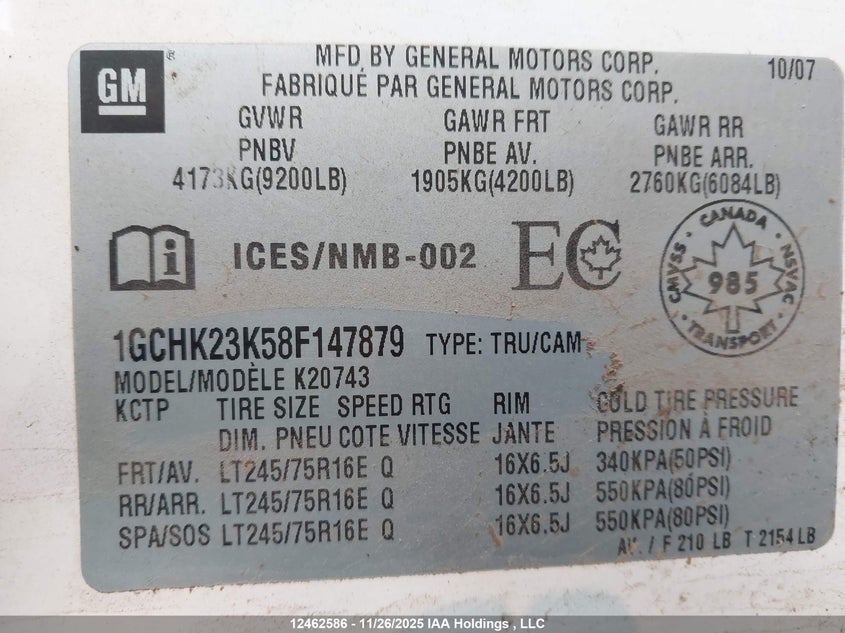 GM
MFD BY GENERAL MOTORS CORP.
FABRIQUÉ PAR GENERAL MOTORS CORP.
10/07
GVWR GAWR FRT GAWR RR
PNBV PNBE AV. PNBE ARR.
4173KG(9200LB) 1905KG(4200LB) 2760KG(6084LB)
i ICES/NMB-002 EC
CANADA
CMVSS 985 NSVAC
TRANSPORT
1GCHK23K58F147879 TYPE: TRU/CAM
MODEL/MODÈLE K20743
KCTP TIRE SIZE SPEED RTG RIM COLD TIRE PRESSURE
DIM. PNEU COTE VITESSE JANTE PRESSION À FROID
FRT/AV. LT245/75R16E Q 16X6.5J 340KPA(50PSI)
RR/ARR. LT245/75R16E Q 16X6.5J 550KPA(80PSI)
SPA/SOS LT245/75R16E Q 16X6.5J 550KPA(80PSI)
AV. / F 210 LB T 2154 LB
12462586 - 11/26/2025 IAA Holdings, Inc.